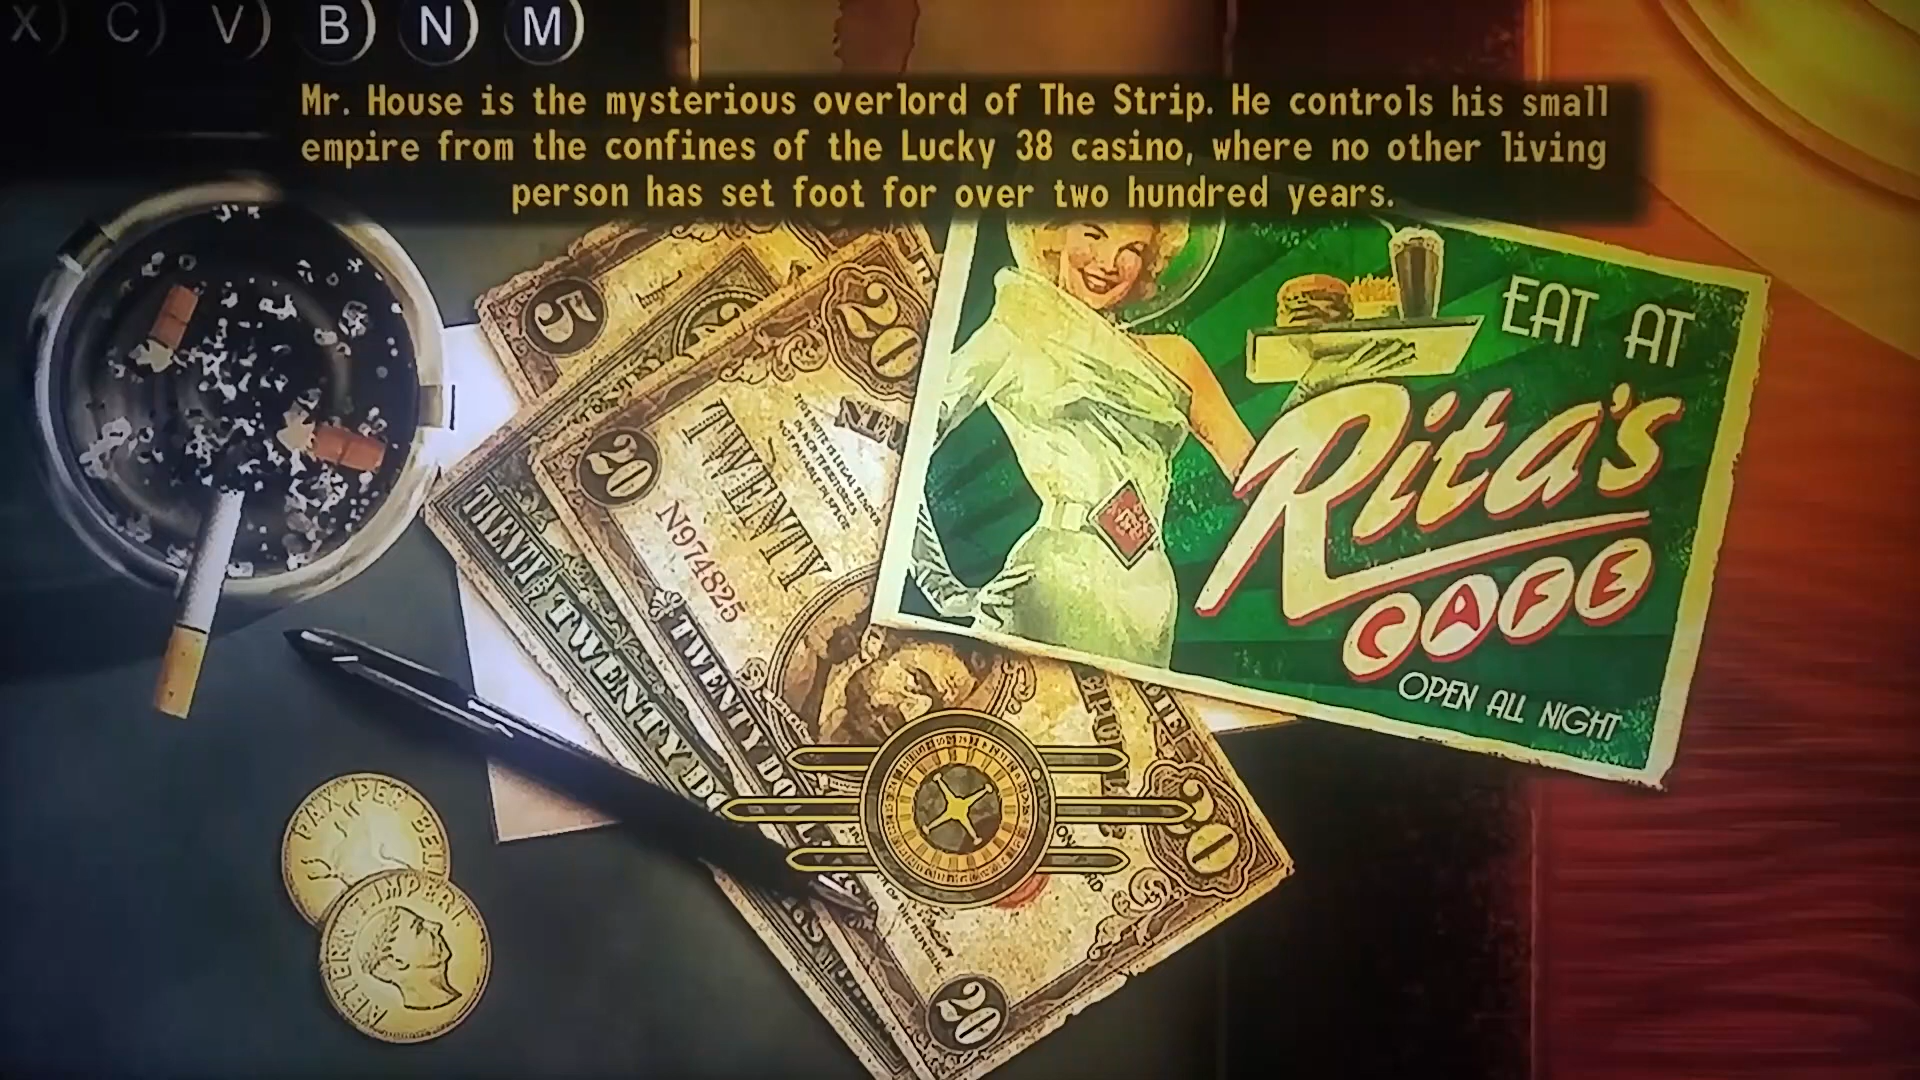 X C V B N M
Mr. House is the mysterious overlord of The Strip. He controls his small
empire from the confines of the Lucky 38 casino, where no other living
person has set foot for over two hundred years.
EAT AT
Rita's
CAFE
OPEN ALL NIGHT
5
20
20
TWENTY
N974825
TWENTY
TWENTY TWENTY
20
20
PAX PER BELL
AETERNIT IMPERI